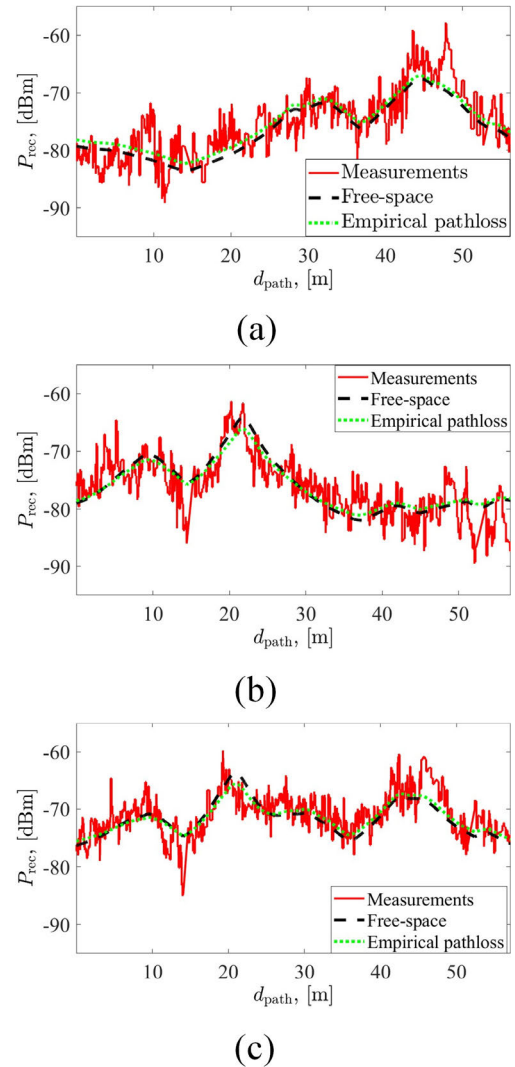 -60
-70
-80
-90
P_rec, [dBm]
Measurements
Free-space
Empirical pathloss
10 20 30 40 50
d_path, [m]
(a)
-60
-70
-80
-90
P_rec, [dBm]
Measurements
Free-space
Empirical pathloss
10 20 30 40 50
d_path, [m]
(b)
-60
-70
-80
-90
P_rec, [dBm]
Measurements
Free-space
Empirical pathloss
10 20 30 40 50
d_path, [m]
(c)